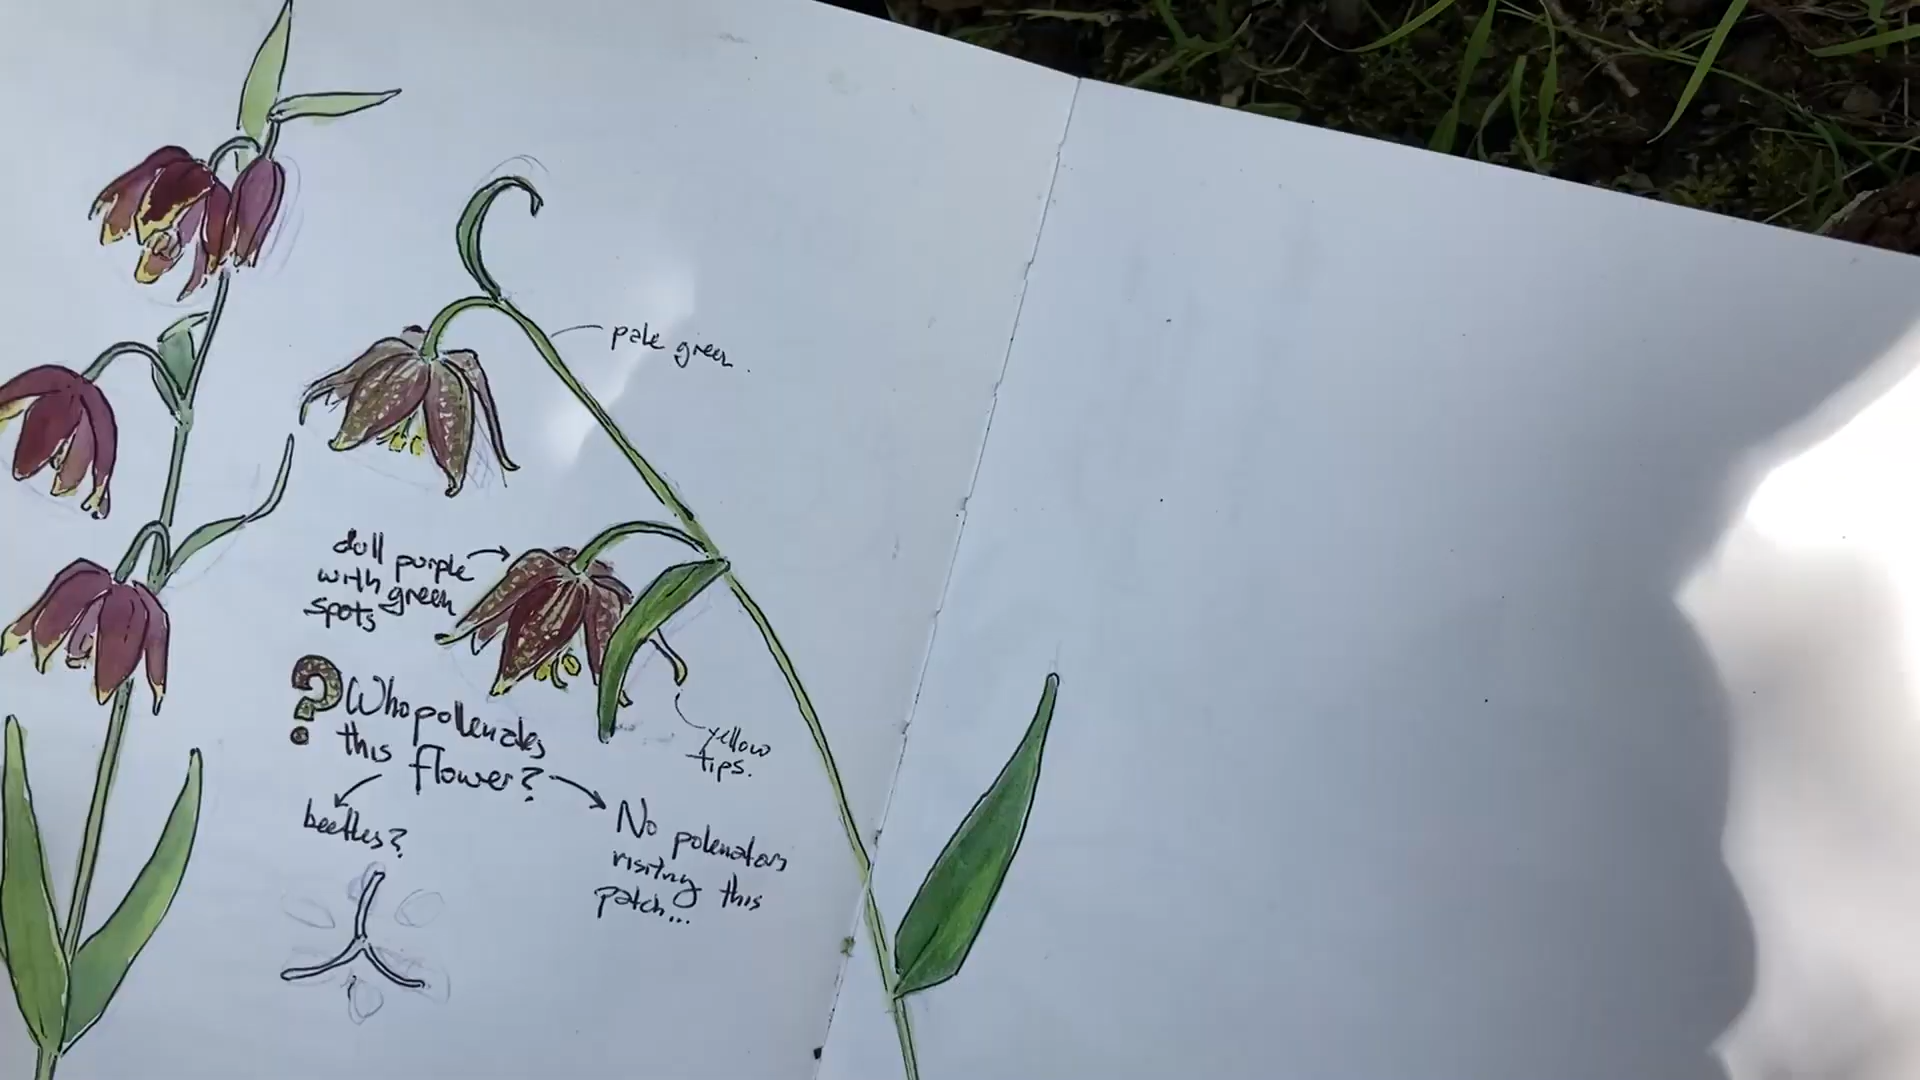 pale green.
dull purple
with green
spots
? Who pollenates
this flower?
yellow
tips.
beetles?
No polenators
visiting this
patch...